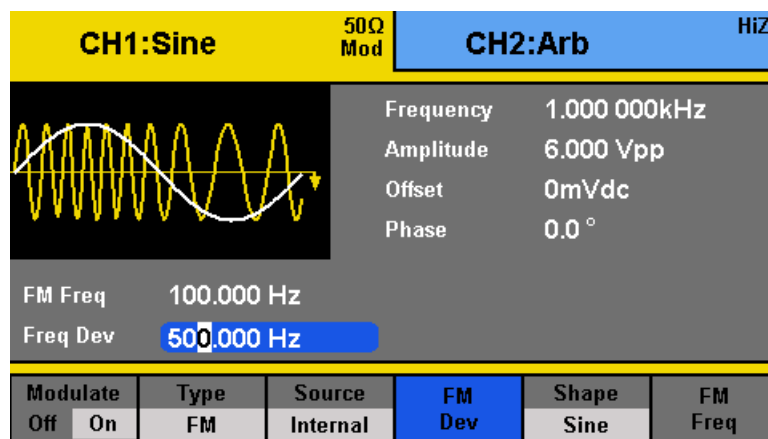 CH1:Sine
50Ω
Mod
CH2:Arb
HiZ
Frequency 1.000 000kHz
Amplitude 6.000 Vpp
Offset 0mVdc
Phase 0.0 °
FM Freq 100.000 Hz
Freq Dev 500.000 Hz
Modulate Type Source FM Shape FM
Off On FM Internal Dev Sine Freq